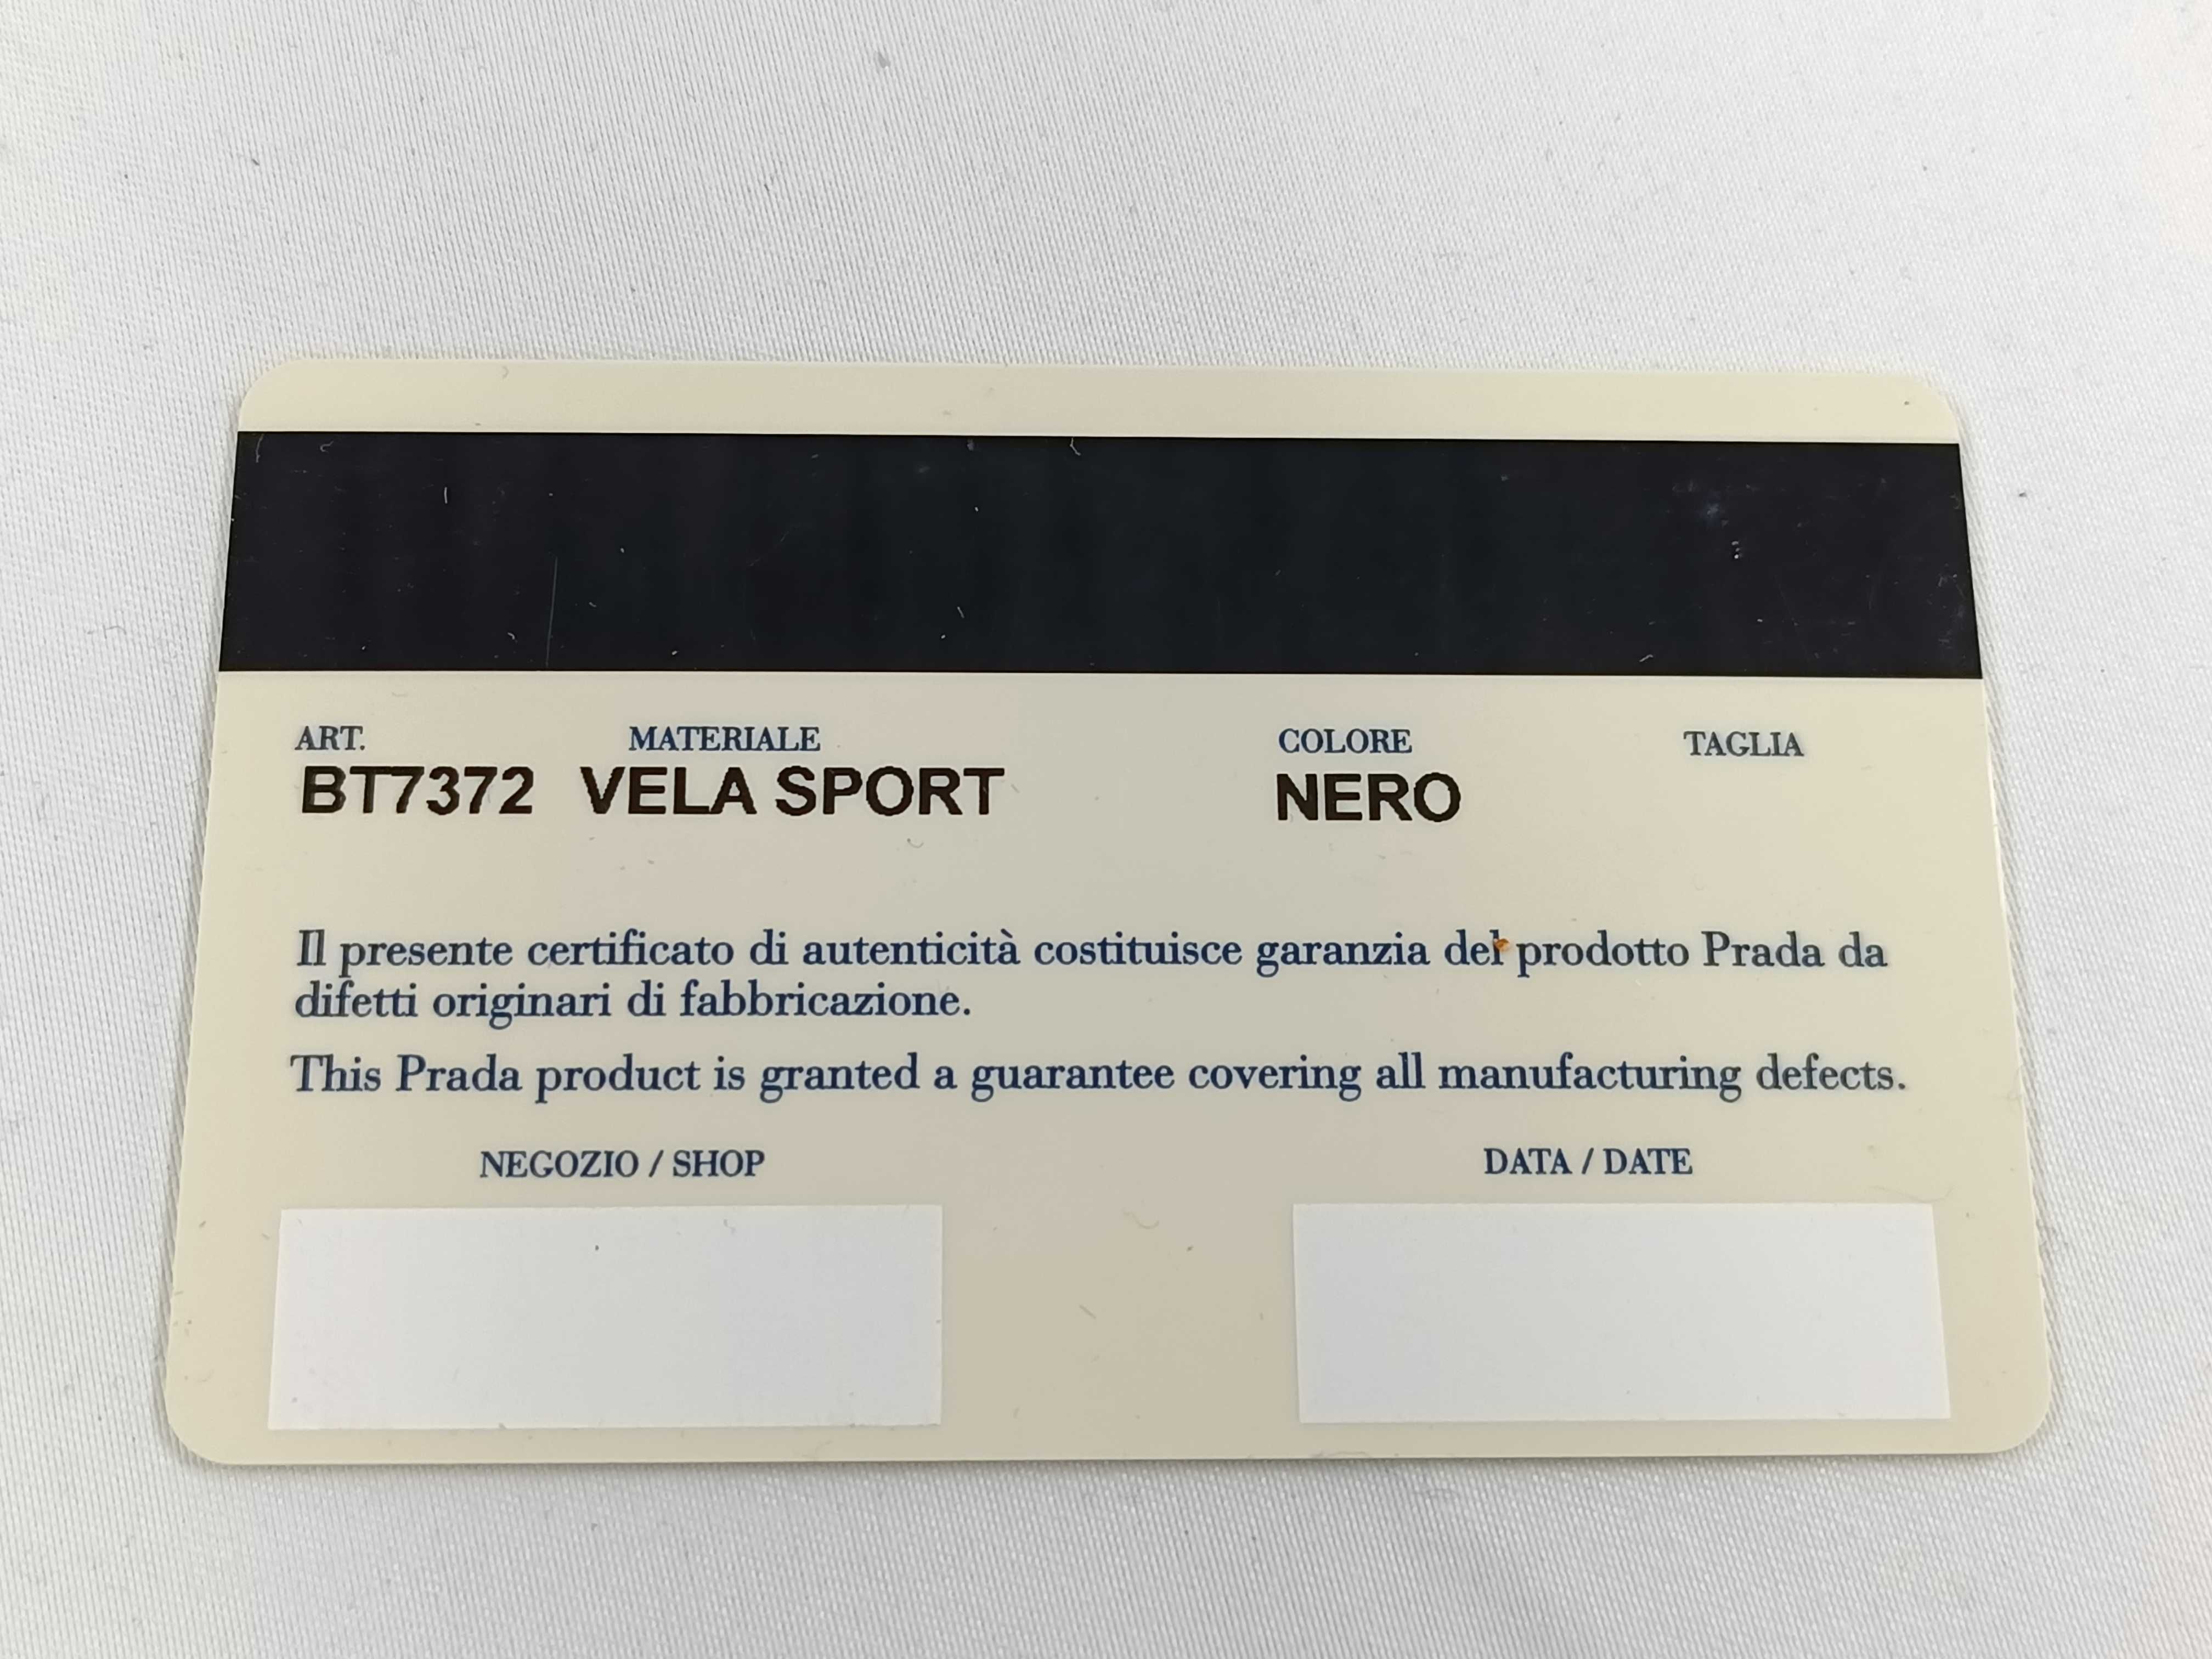 ART. MATERIALE COLORE TAGLIA
BT7372 VELA SPORT NERO
Il presente certificato di autenticità costituisce garanzia del prodotto Prada da
difetti originari di fabbricazione.
This Prada product is granted a guarantee covering all manufacturing defects.
NEGOZIO / SHOP DATA / DATE